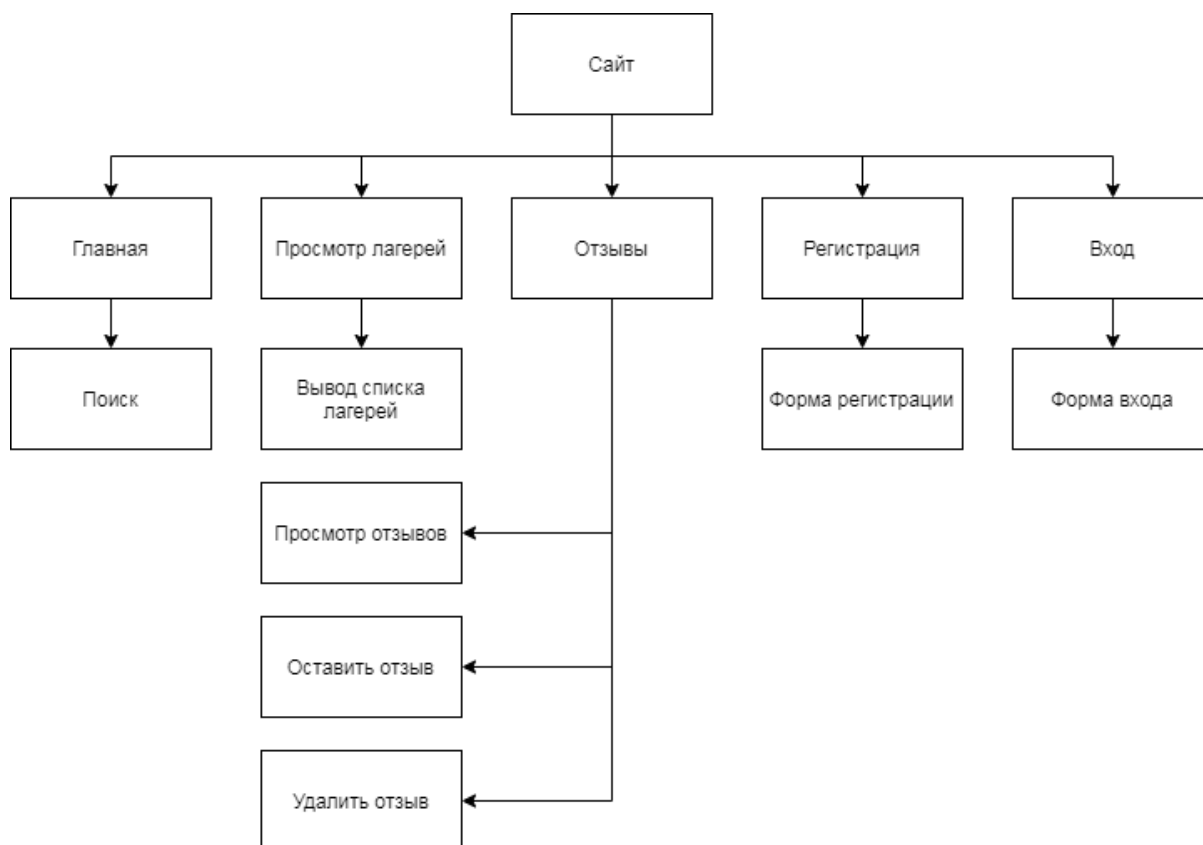 Сайт
Главная
Просмотр лагерей
Отзывы
Регистрация
Вход
Поиск
Вывод списка
лагерей
Форма регистрации
Форма входа
Просмотр отзывов
Оставить отзыв
Удалить отзыв